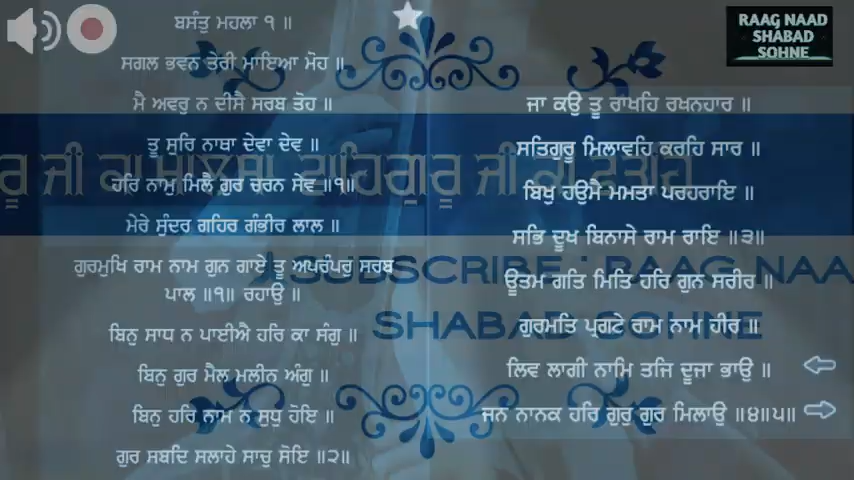 ਬਸੰਤੁ ਮਹਲਾ ੧ ॥
ਸਗਲ ਭਵਨ ਤੇਰੀ ਮਾਇਆ ਮੋਹ ॥
ਮੈ ਅਵਰੁ ਨ ਦੀਸੈ ਸਰਬ ਤੋਹ ॥
ਤੂ ਸੁਰਿ ਨਾਥਾ ਦੇਵਾ ਦੇਵ ॥
ਹਰਿ ਨਾਮੁ ਮਿਲੈ ਗੁਰ ਚਰਨ ਸੇਵ ॥੧॥
ਮੇਰੇ ਸੁੰਦਰ ਗਹਿਰ ਗੰਭੀਰ ਲਾਲ ॥
ਗੁਰਮੁਖਿ ਰਾਮ ਨਾਮ ਗੁਨ ਗਾਏ ਤੂ ਅਪਰੰਪਰੁ ਸਰਬ
ਪਾਲ ॥੧॥ ਰਹਾਉ ॥
ਬਿਨੁ ਸਾਧ ਨ ਪਾਈਐ ਹਰਿ ਕਾ ਸੰਗੁ ॥
ਬਿਨੁ ਗੁਰ ਮੈਲ ਮਲੀਨ ਅੰਗੁ ॥
ਬਿਨੁ ਹਰਿ ਨਾਮ ਨ ਸੁਧੁ ਹੋਇ ॥
ਗੁਰ ਸਬਦਿ ਸਲਾਹੇ ਸਾਚੁ ਸੋਇ ॥੨॥
ਜਾ ਕਉ ਤੂ ਰਾਖਹਿ ਰਖਨਹਾਰ ॥
ਸਤਿਗੁਰੂ ਮਿਲਾਵਹਿ ਕਰਹਿ ਸਾਰ ॥
ਬਿਖੁ ਹਉਮੈ ਮਮਤਾ ਪਰਹਰਾਇ ॥
ਸਭਿ ਦੂਖ ਬਿਨਾਸੇ ਰਾਮ ਰਾਇ ॥੩॥
ਊਤਮ ਗਤਿ ਮਿਤਿ ਹਰਿ ਗੁਨ ਸਰੀਰ ॥
ਗੁਰਮਤਿ ਪ੍ਰਗਟੇ ਰਾਮ ਨਾਮ ਹੀਰ ॥
ਲਿਵ ਲਾਗੀ ਨਾਮਿ ਤਜਿ ਦੂਜਾ ਭਾਉ ॥
ਜਨ ਨਾਨਕ ਹਰਿ ਗੁਰੁ ਗੁਰ ਮਿਲਾਉ ॥੪॥੫॥
RAAG NAAD
SHABAD
SOHNE
ਰੂ ਜੀ ਕਾ ਖਾਲਸਾ ਵਾਹਿਗੁਰੂ ਜੀ ਕੀ
SUBSCRIBE : RAAG NAA
SHABAD SOHNE